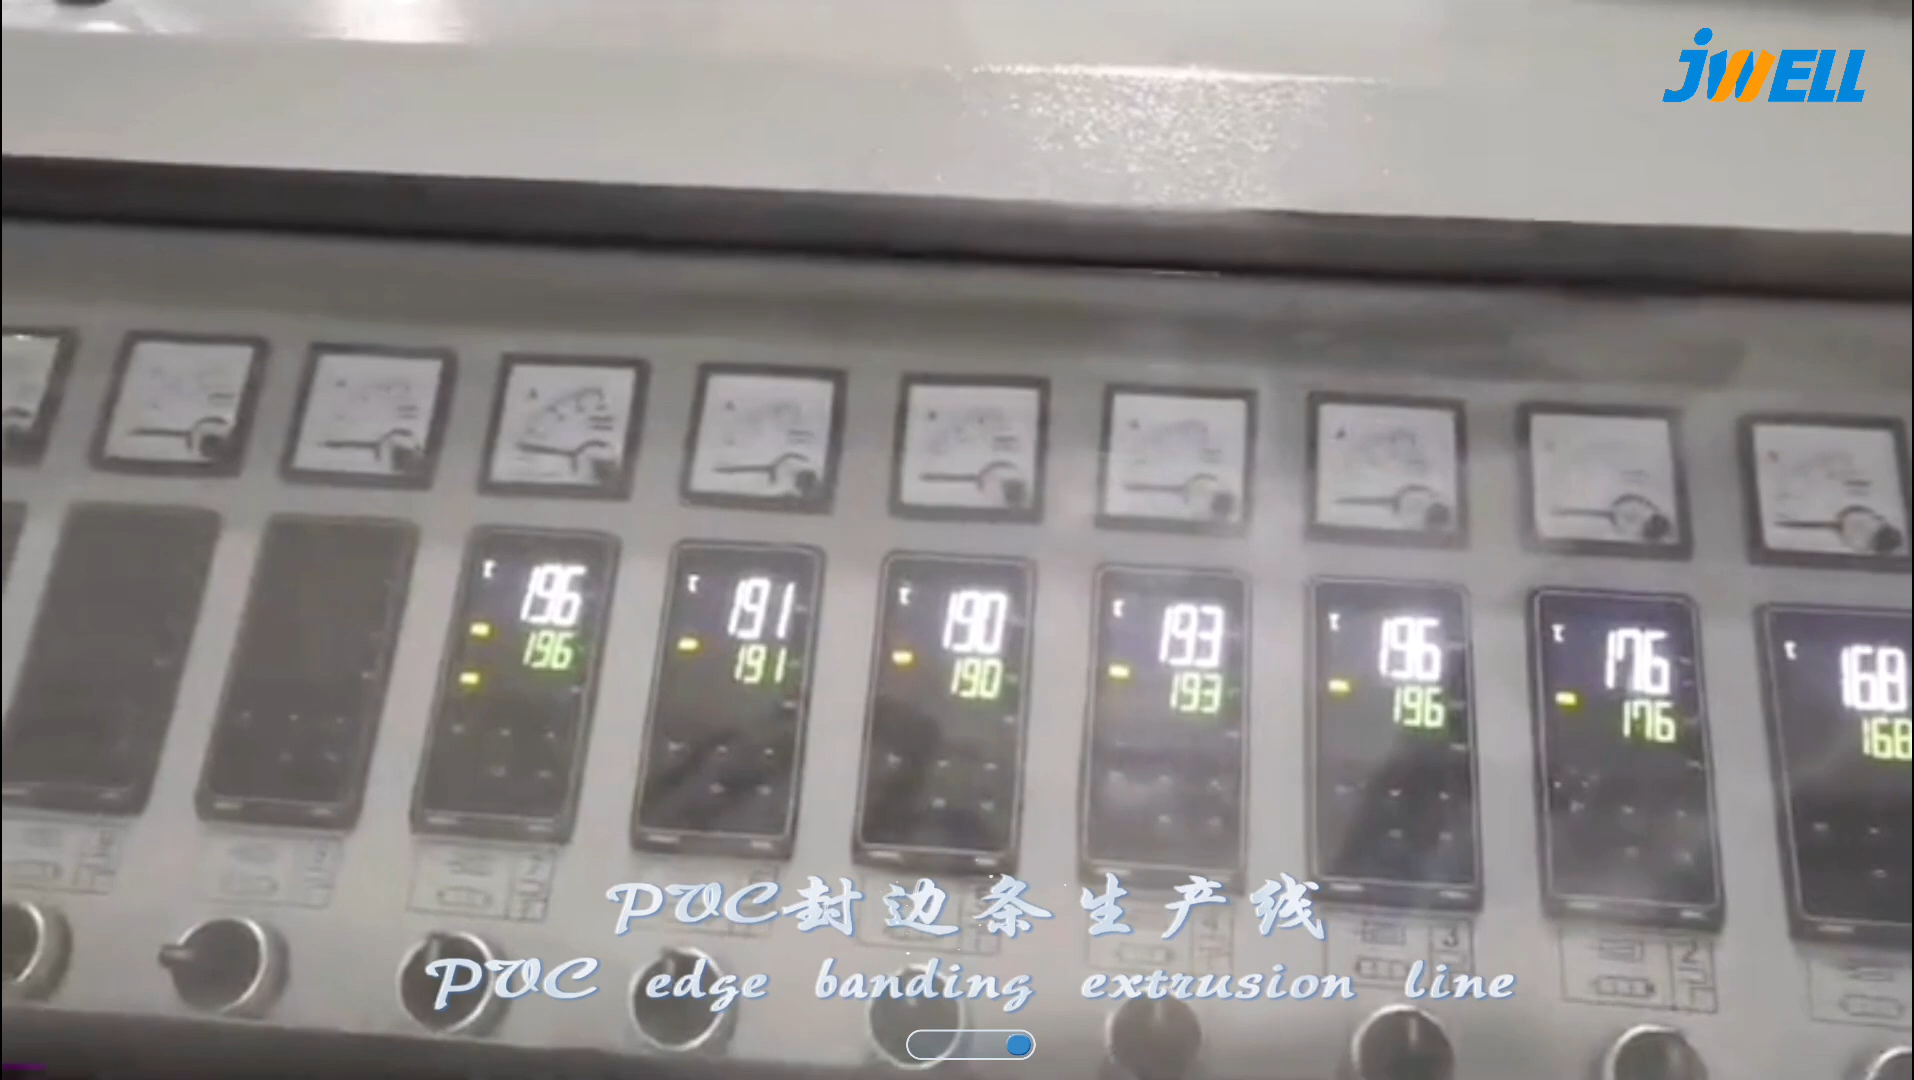 JWELL
196 191 190 193 196 176 168
196 191 190 193 196 176 168
PVC封边条生产线
PVC edge banding extrusion line